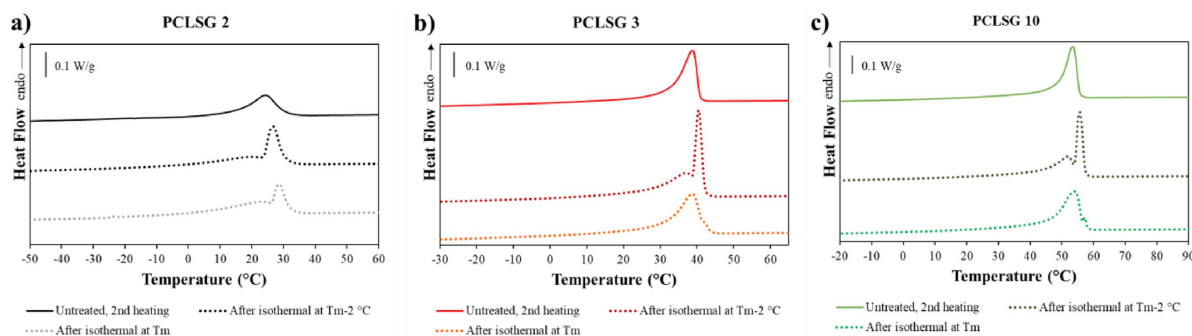 a)
PCLSG 2
0.1 W/g
Heat Flow endo
-50 -40 -30 -20 -10 0 10 20 30 40 50 60
Temperature (°C)
Untreated, 2nd heating
After isothermal at Tm-2 °C
After isothermal at Tm
b)
PCLSG 3
0.1 W/g
Heat Flow endo
-30 -20 -10 0 10 20 30 40 50 60
Temperature (°C)
Untreated, 2nd heating
After isothermal at Tm-2 °C
After isothermal at Tm
c)
PCLSG 10
0.1 W/g
Heat Flow endo
-20 -10 0 10 20 30 40 50 60 70 80 90
Temperature (°C)
Untreated, 2nd heating
After isothermal at Tm-2 °C
After isothermal at Tm